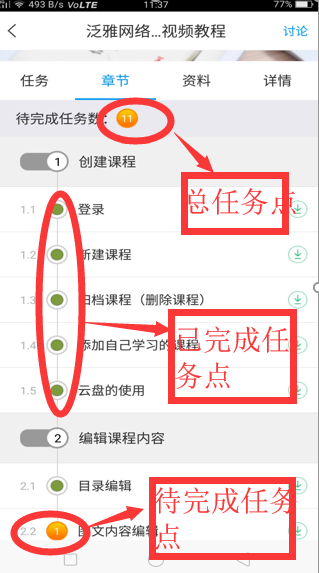 493 B/s VoLTE 11:37 77%
泛雅网络...视频教程 讨论
任务 章节 资料 详情
待完成任务数: 11
总任务点
1 创建课程
1.1 登录
1.2 新建课程
1.3 归档课程（删除课程）
1.4 添加自己学习的课程
已完成任务点
1.5 云盘的使用
2 编辑课程内容
2.1 目录编辑
2.2 1 图文内容编辑
待完成任务点